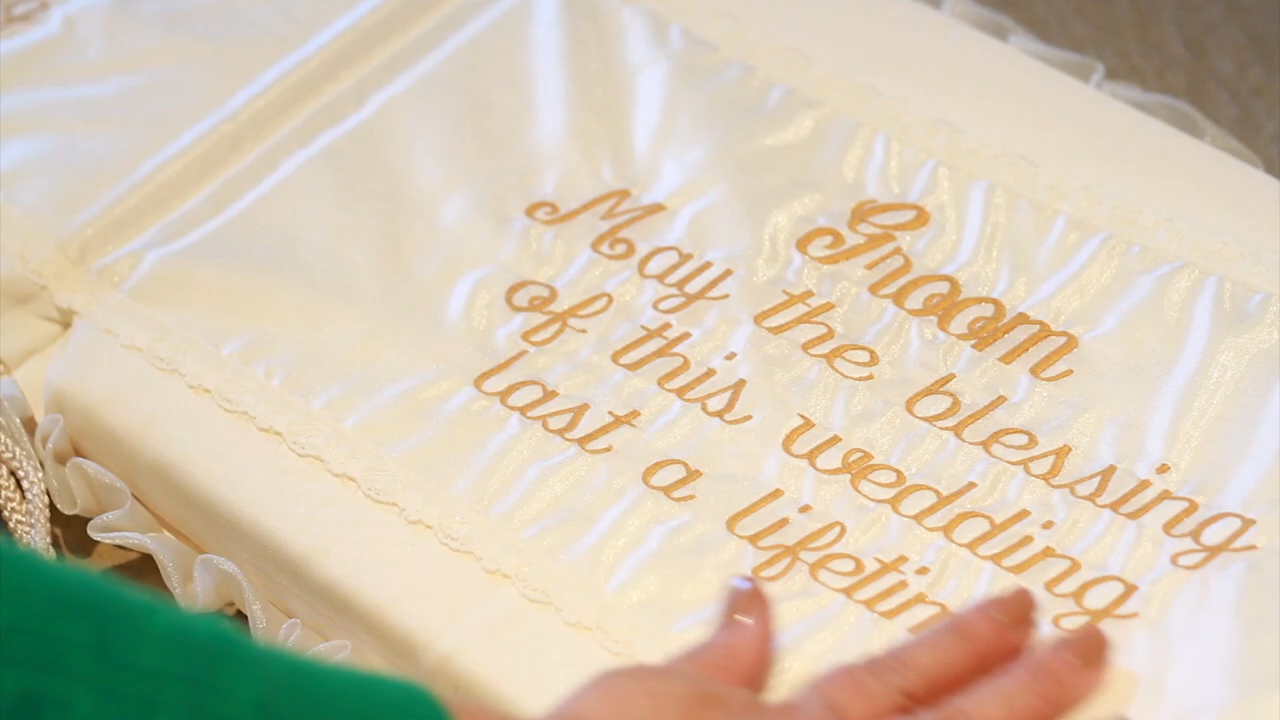 Groom
May the blessing
of this wedding
last a